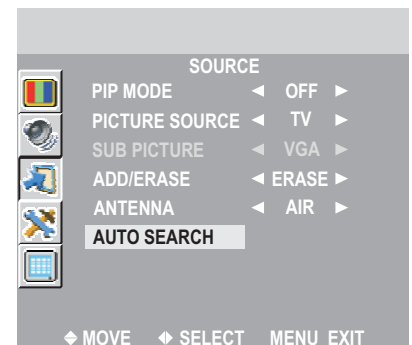 SOURCE
PIP MODE ◄ OFF ►
PICTURE SOURCE ◄ TV ►
SUB PICTURE ◄ VGA ►
ADD/ERASE ◄ ERASE ►
ANTENNA ◄ AIR ►
AUTO SEARCH
MOVE SELECT MENU EXIT